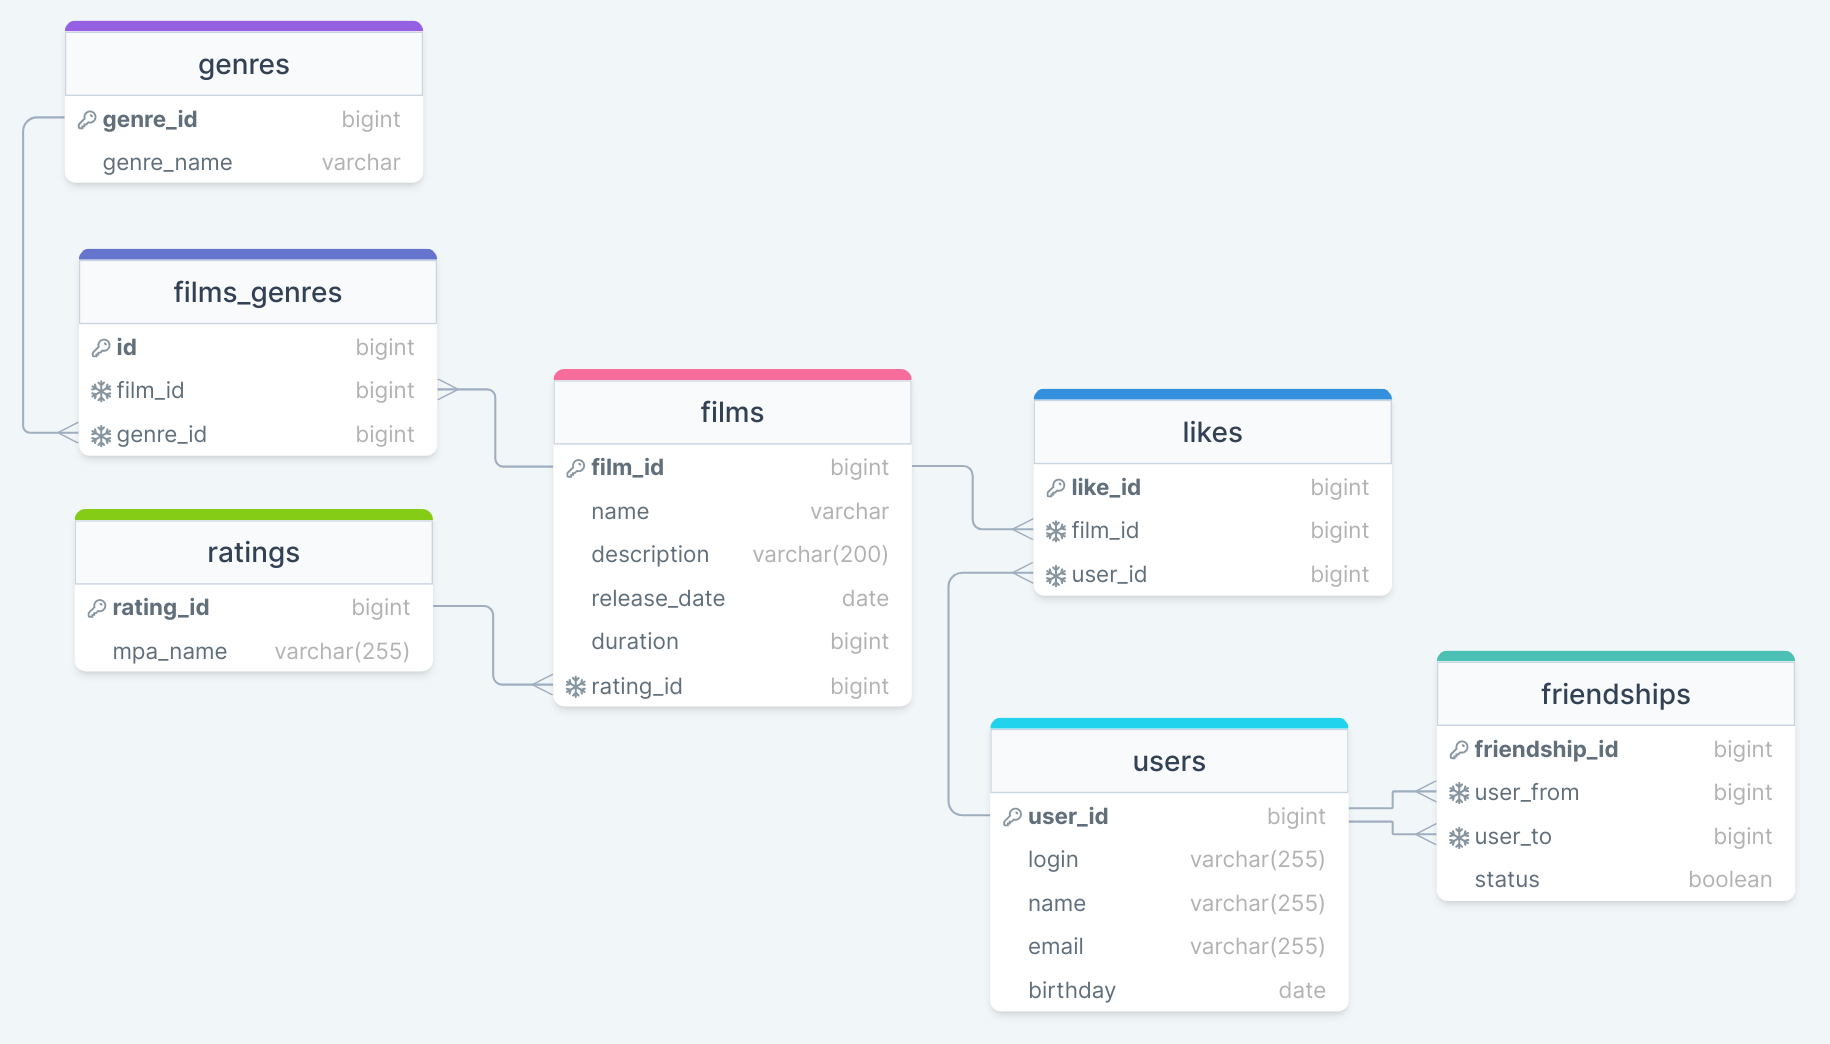 genres
genre_id bigint
genre_name varchar
films_genres
id bigint
film_id bigint
genre_id bigint
ratings
rating_id bigint
mpa_name varchar(255)
films
film_id bigint
name varchar
description varchar(200)
release_date date
duration bigint
rating_id bigint
likes
like_id bigint
film_id bigint
user_id bigint
users
user_id bigint
login varchar(255)
name varchar(255)
email varchar(255)
birthday date
friendships
friendship_id bigint
user_from bigint
user_to bigint
status boolean